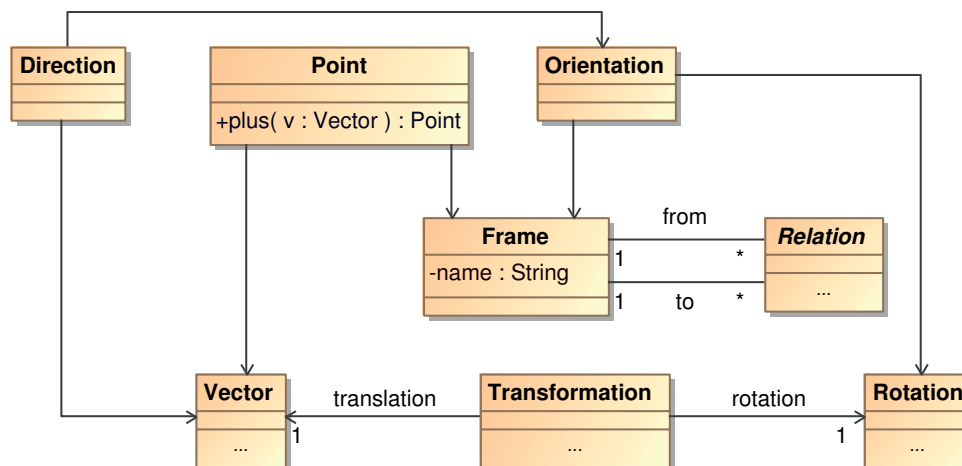 Direction
Point
+plus( v : Vector ) : Point
Orientation
Frame
-name : String
from
1
*
1
to
*
Relation
...
Vector
...
translation
1
Transformation
...
rotation
1
Rotation
...